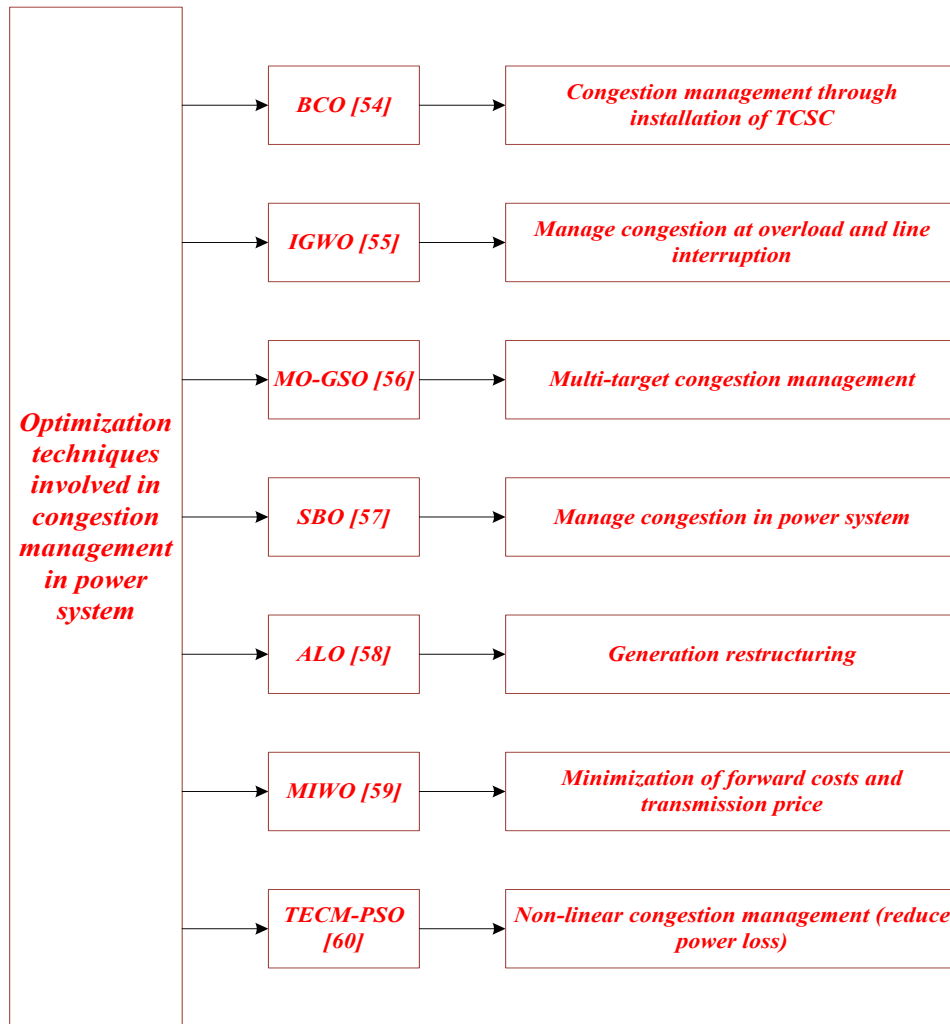 Optimization
techniques
involved in
congestion
management
in power
system
BCO [54]
Congestion management through
installation of TCSC
IGWO [55]
Manage congestion at overload and line
interruption
MO-GSO [56]
Multi-target congestion management
SBO [57]
Manage congestion in power system
ALO [58]
Generation restructuring
MIWO [59]
Minimization of forward costs and
transmission price
TECM-PSO
[60]
Non-linear congestion management (reduce
power loss)